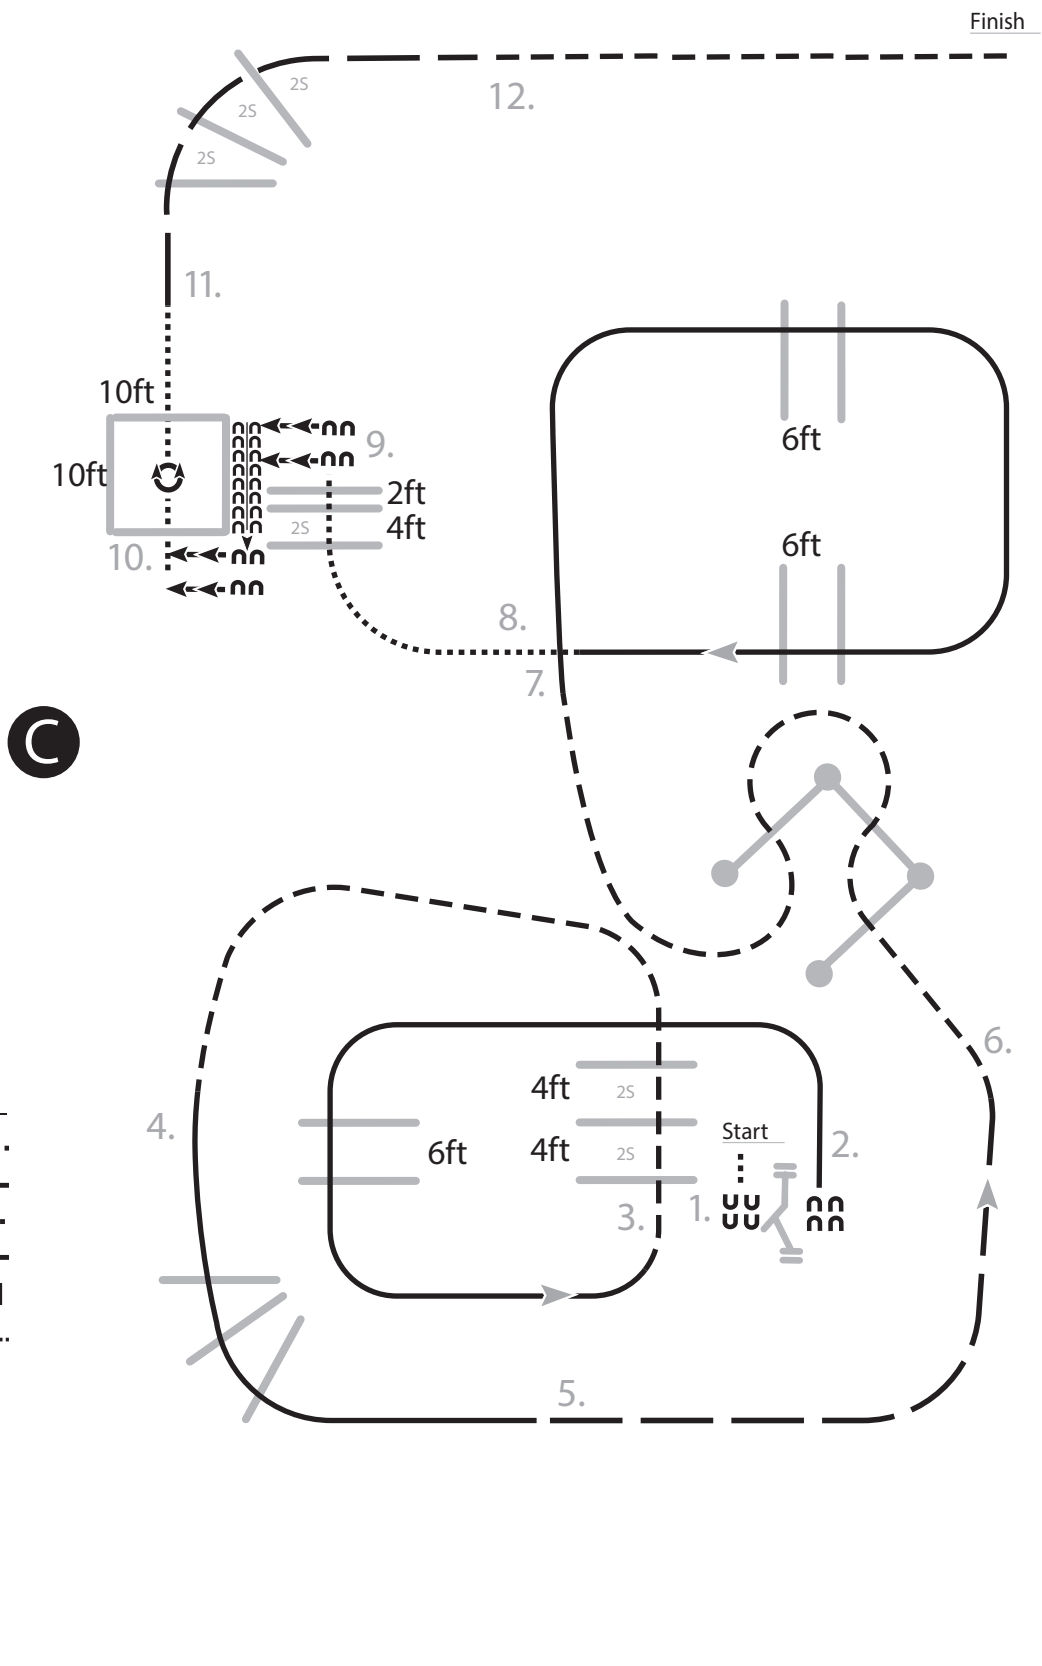 Finish
2S
12.
2S
2S
11.
10ft
9.
6ft
10ft
2ft
2S
4ft
6ft
10.
8.
7.
C
6.
4ft
2S
4.
Start
2.
6ft
4ft
2S
1.
3.
5.